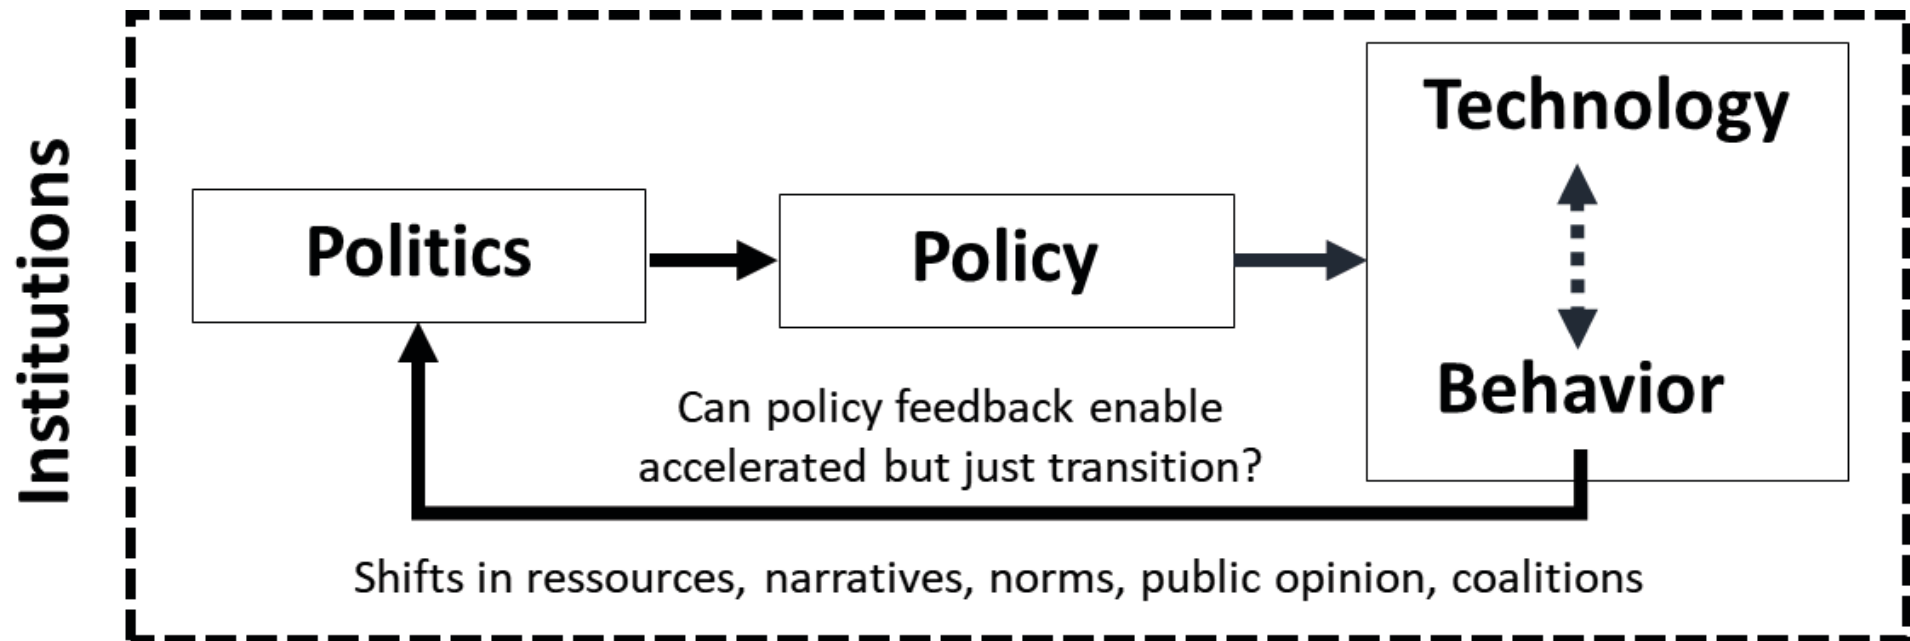 Institutions
Politics
Policy
Technology
Behavior
Can policy feedback enable
accelerated but just transition?
Shifts in ressources, narratives, norms, public opinion, coalitions